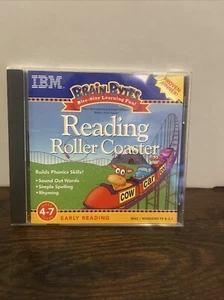 IBM
BRAIN BYTES
Bite-Size Learning Fun!
Reading
Roller Coaster
Builds Phonics Skills!
• Sound Out Words
• Simple Spelling
• Rhyming
COW
4-7
EARLY READING